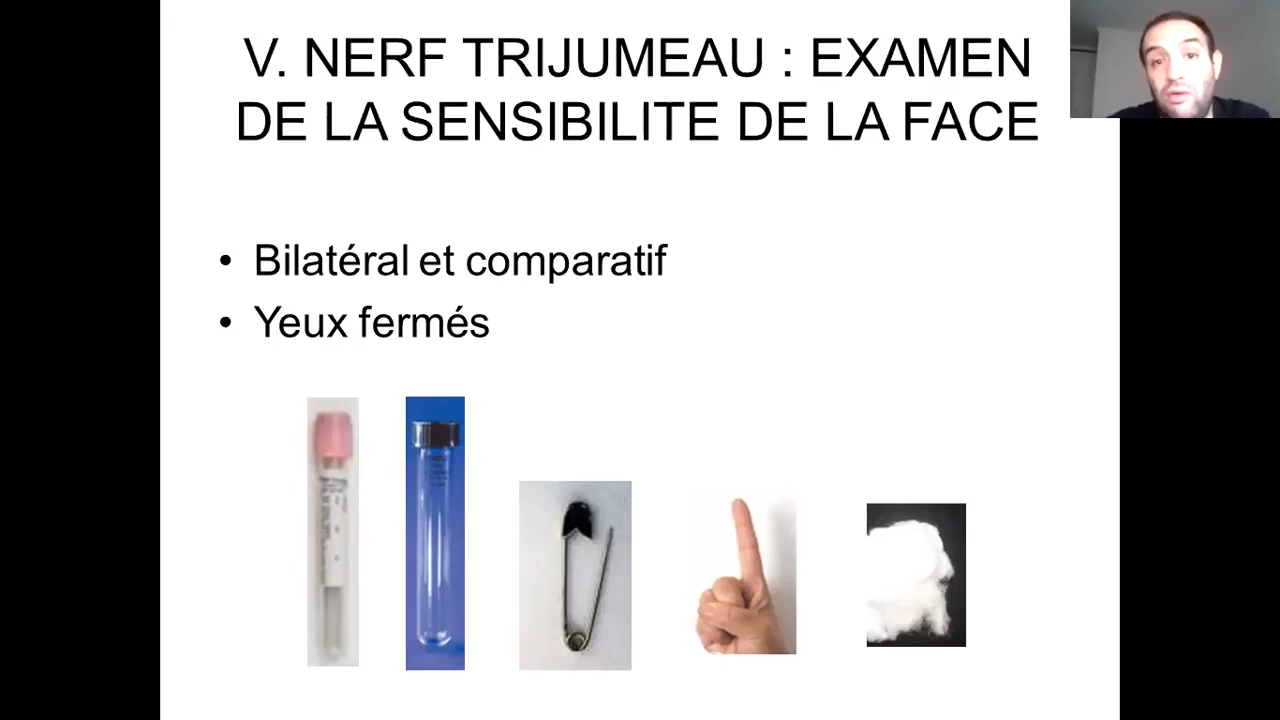 V. NERF TRIJUMEAU : EXAMEN
DE LA SENSIBILITE DE LA FACE
• Bilatéral et comparatif
• Yeux fermés